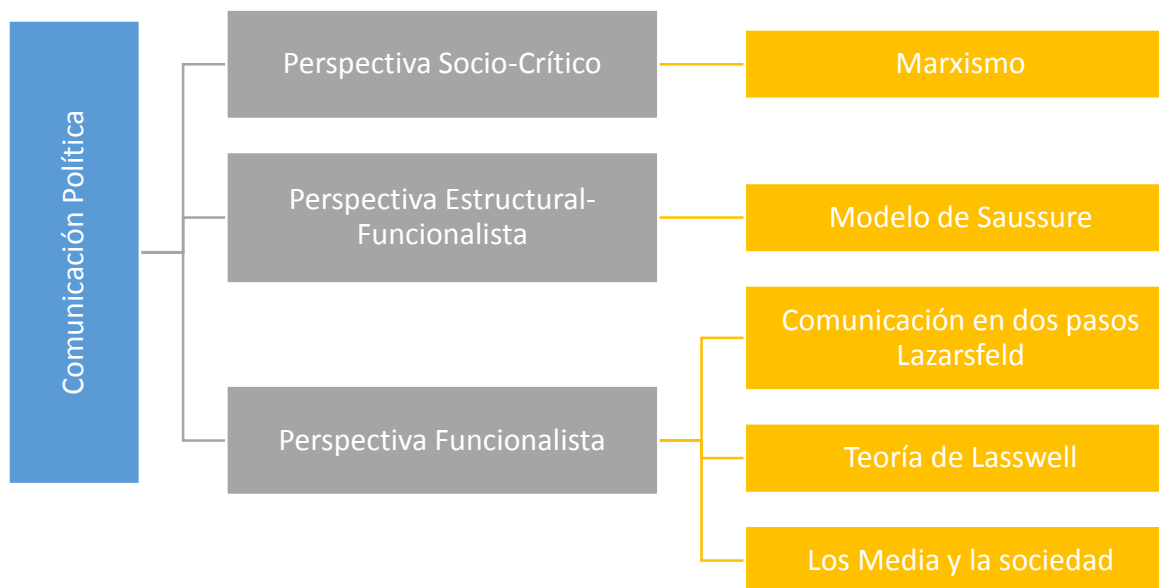 Comunicación Política
Perspectiva Socio-Crítico
Marxismo
Perspectiva Estructural-
Funcionalista
Modelo de Saussure
Perspectiva Funcionalista
Comunicación en dos pasos
Lazarsfeld
Teoría de Lasswell
Los Media y la sociedad